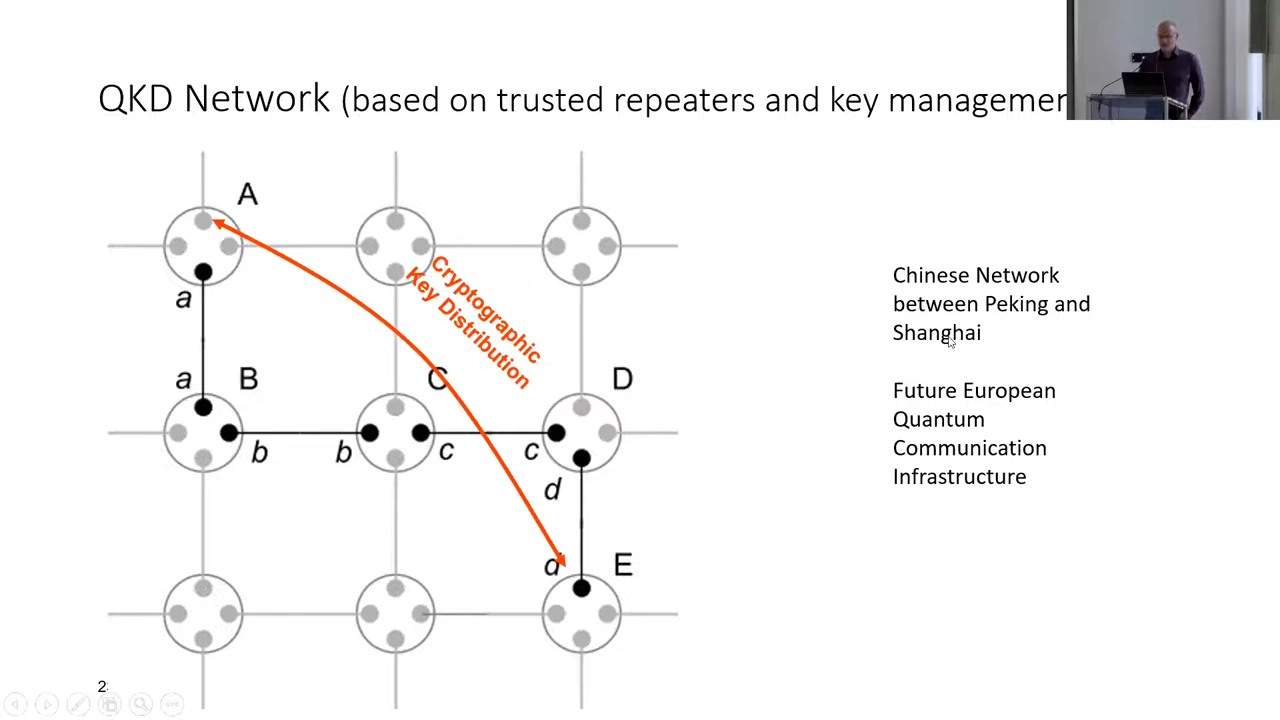 QKD Network (based on trusted repeaters and key
A
Cryptographic
Key Distribution
a
a
B
C
D
b
b
c
c
d
d
E
Chinese Network
between Peking and
Shanghai
Future European
Quantum
Communication
Infrastructure
2